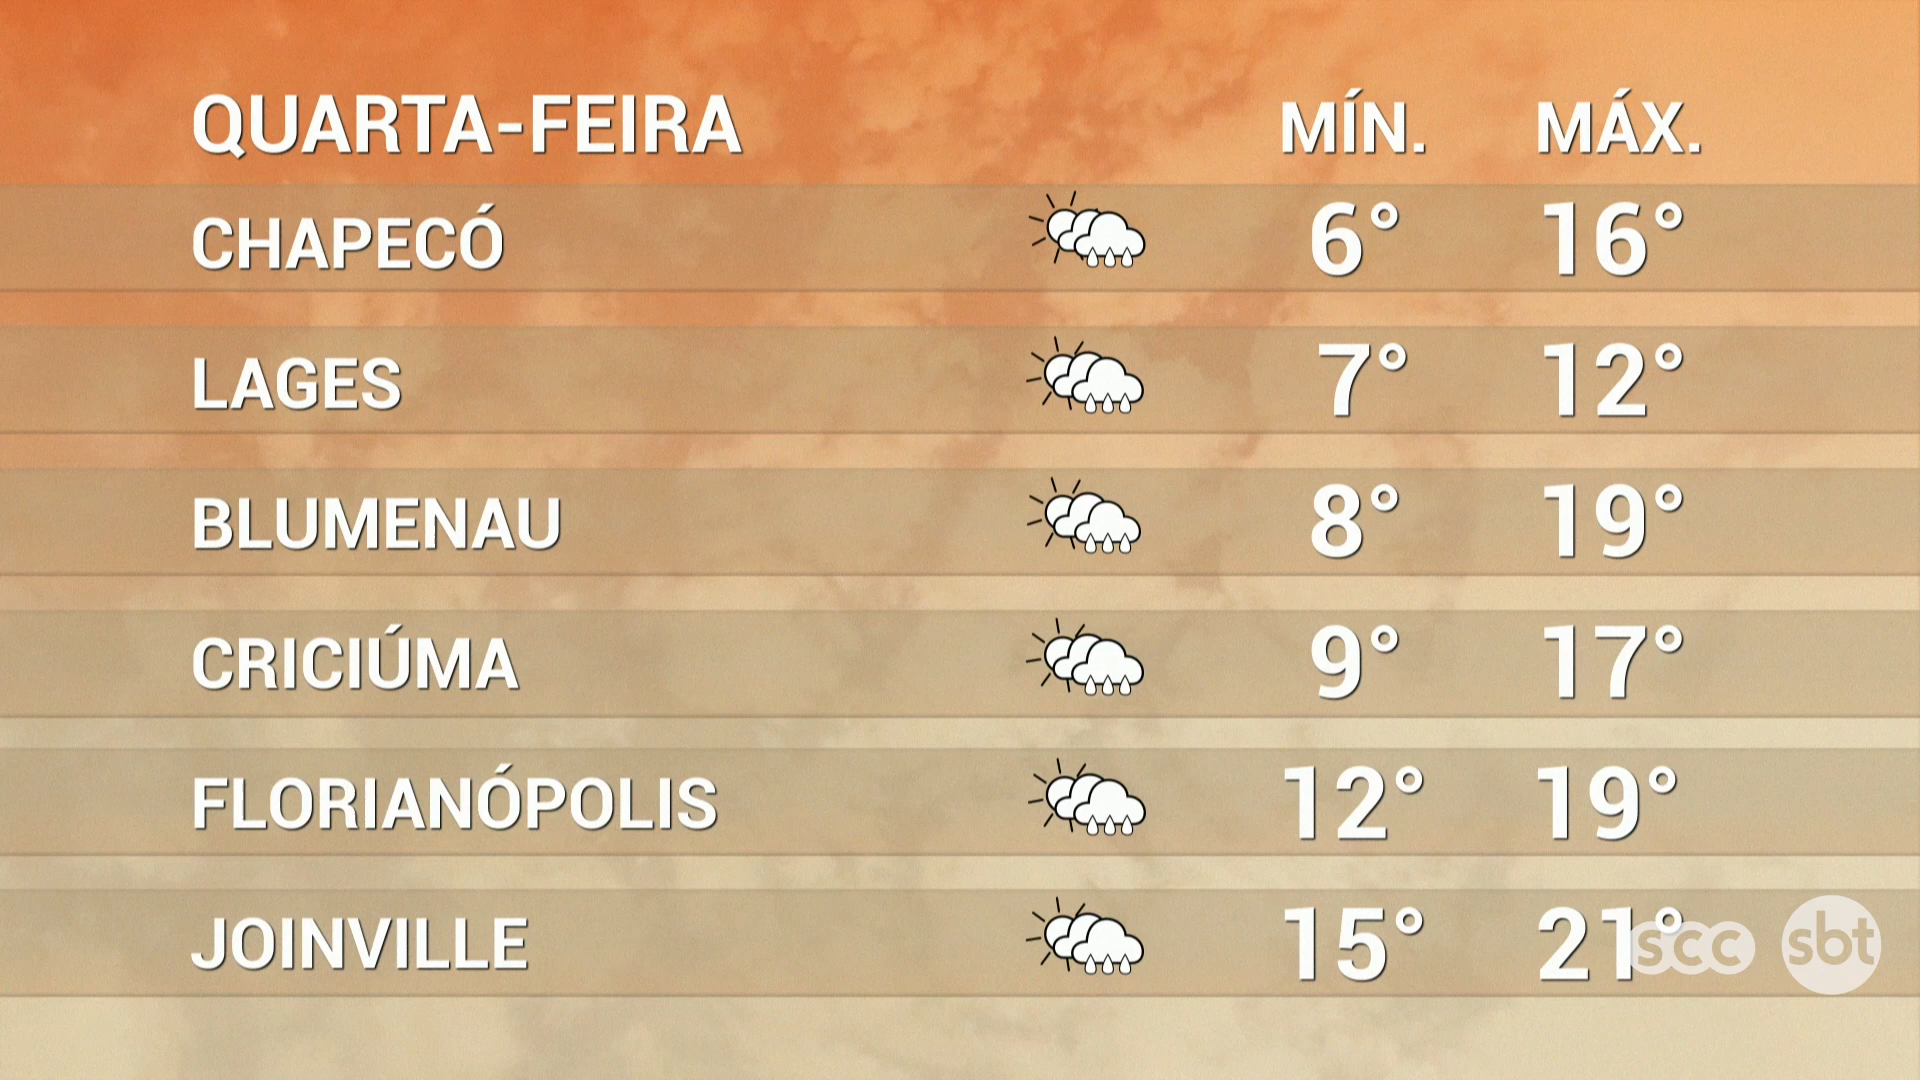 QUARTA-FEIRA MÍN. MÁX.
CHAPECÓ 6° 16°
LAGES 7° 12°
BLUMENAU 8° 19°
CRICIÚMA 9° 17°
FLORIANÓPOLIS 12° 19°
JOINVILLE 15° 21°
scc sbt